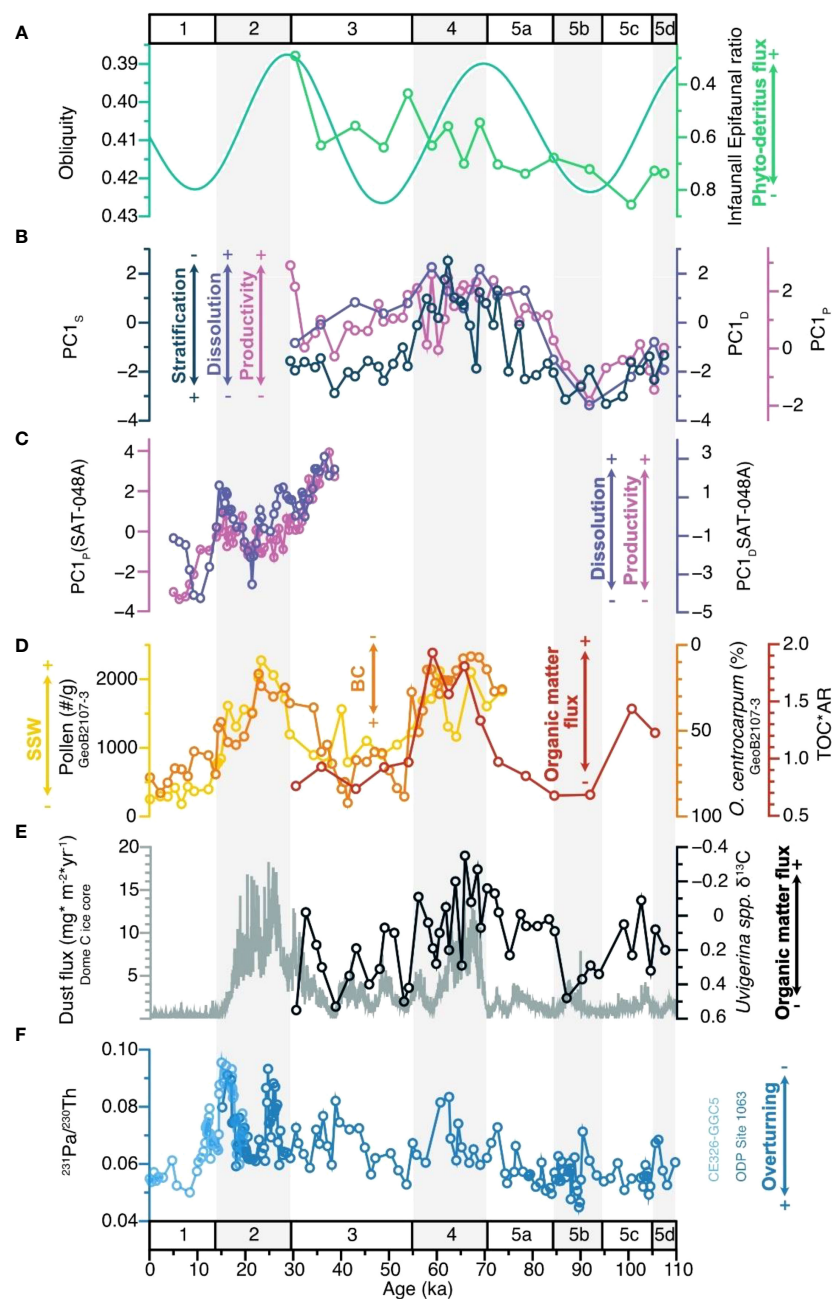 A
1 2 3 4 5a 5b 5c 5d
Obliquity
0.39
0.40
0.41
0.42
0.43
0.4
0.6
0.8
Infaunall Epifaunal ratio
Phyto-detritus flux
+
-
B
PC1S
2
0
−2
−4
-
Stratification
+
+
Dissolution
-
+
Productivity
-
2
0
−2
−4
PC1D
2
0
−2
PC1P
C
PC1P(SAT-048A)
4
2
0
−2
−4
+
Dissolution
-
+
Productivity
-
3
1
−1
−3
−5
PC1DSAT-048A
D
+
SSW
-
Pollen (#/g)
GeoB2107-3
2000
1000
0
-
BC
+
+
Organic matter
flux
-
0
50
100
O. centrocarpum (%)
GeoB2107-3
2.0
1.5
1.0
0.5
TOC*AR
E
Dust flux (mg* m-2*yr-1)
Dome C ice core
20
15
10
5
−0.4
−0.2
0
0.2
0.4
0.6
Uvigerina spp. δ13C
+
Organic matter flux
-
F
231Pa/230Th
0.10
0.08
0.06
0.04
CE326-GGC5
ODP Site 1063
-
Overturning
+
1 2 3 4 5a 5b 5c 5d
0 10 20 30 40 50 60 70 80 90 100 110
Age (ka)